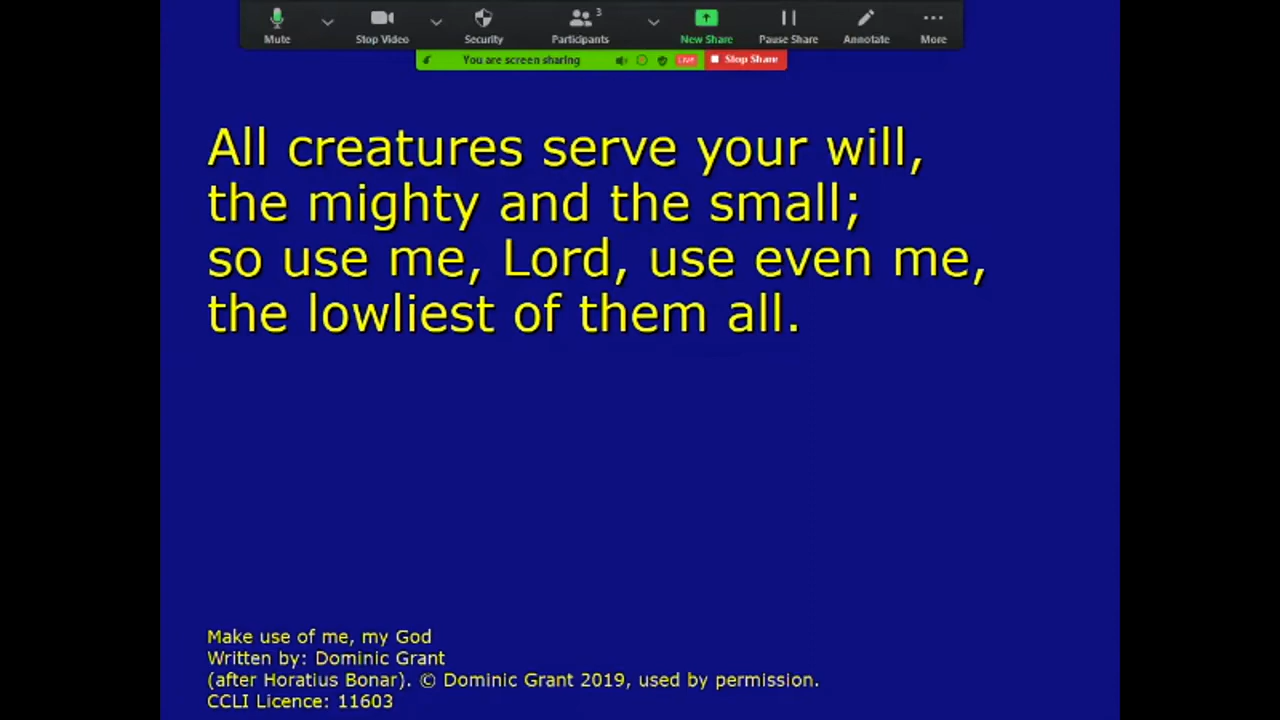 Mute
Stop Video
Security
Participants
3
New Share
Pause Share
Annotate
More
You are screen sharing
LIVE
Stop Share
All creatures serve your will,
the mighty and the small;
so use me, Lord, use even me,
the lowliest of them all.
Make use of me, my God
Written by: Dominic Grant
(after Horatius Bonar). © Dominic Grant 2019, used by permission.
CCLI Licence: 11603